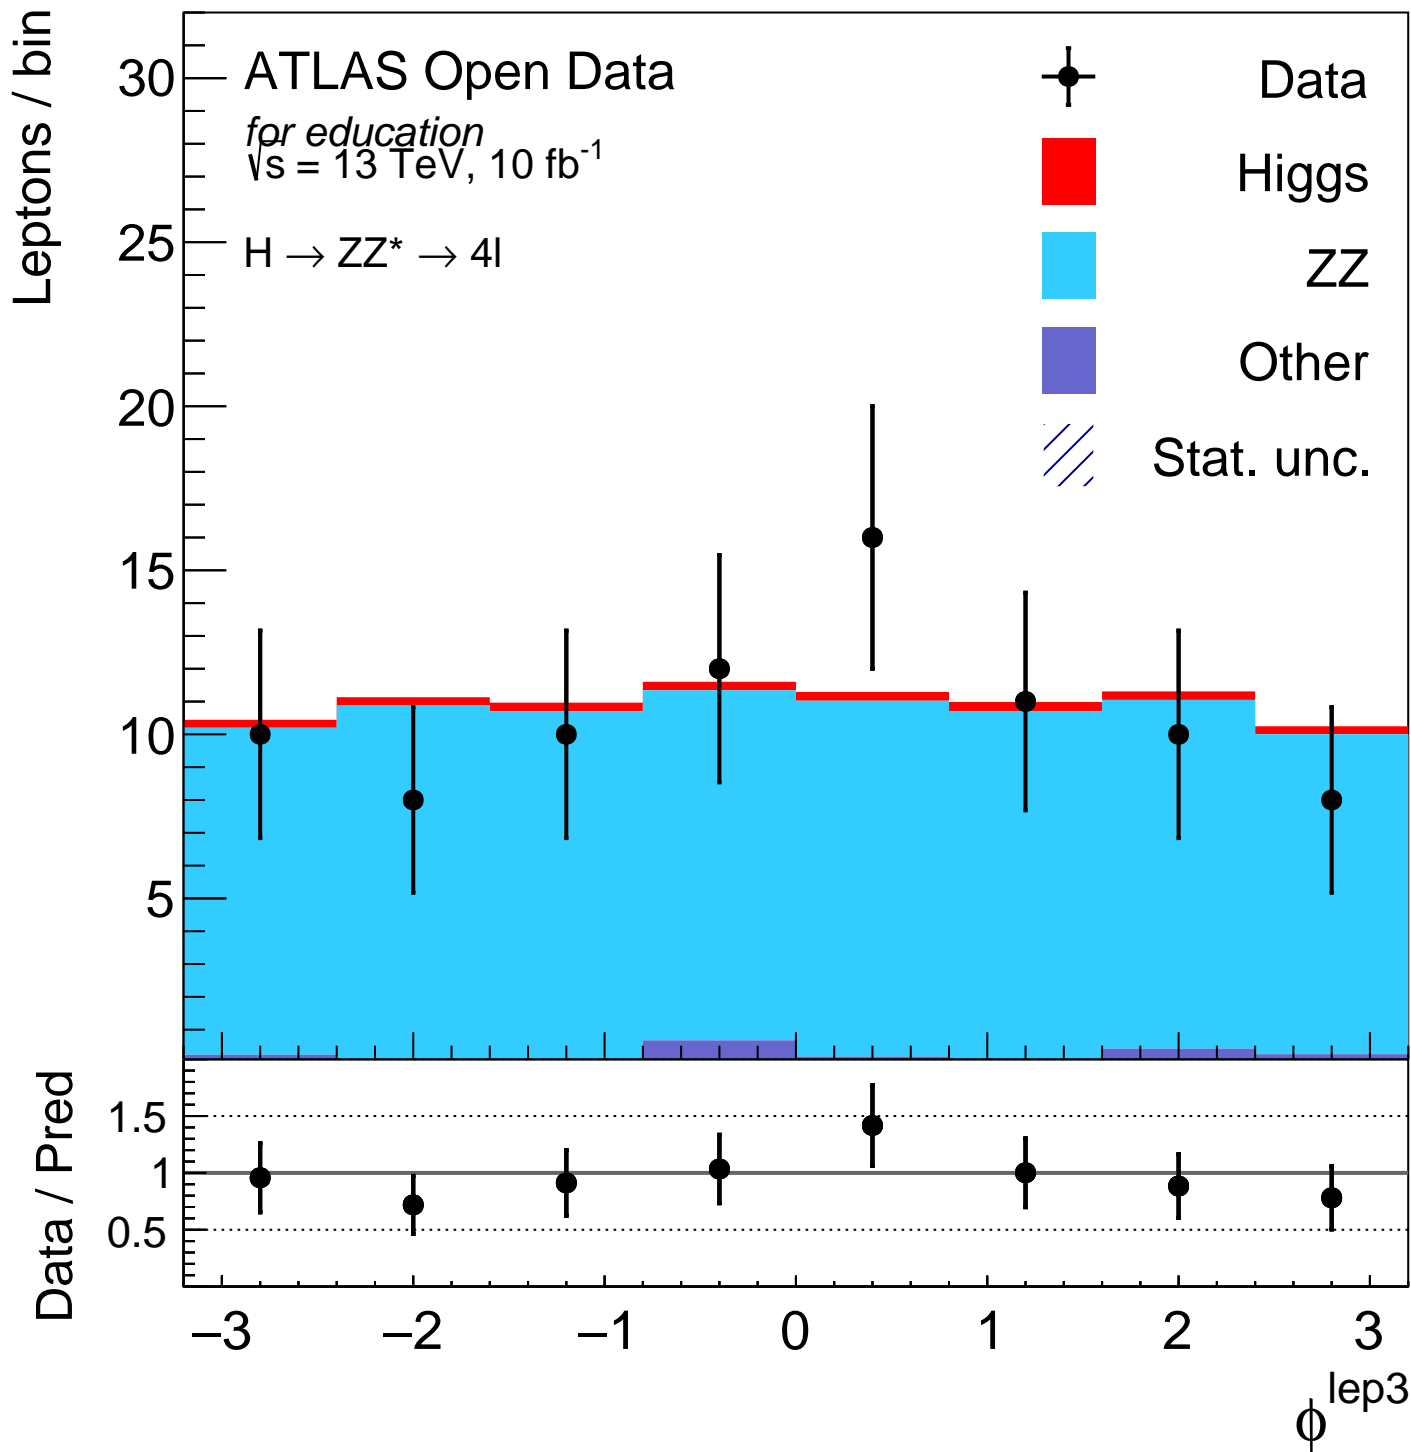 Leptons / bin
30
25
20
15
10
5
ATLAS Open Data
for education
√s = 13 TeV, 10 fb⁻¹
H → ZZ* → 4l
Data
Higgs
ZZ
Other
Stat. unc.
Data / Pred
1.5
1
0.5
–3 –2 –1 0 1 2 3
ϕ^lep3